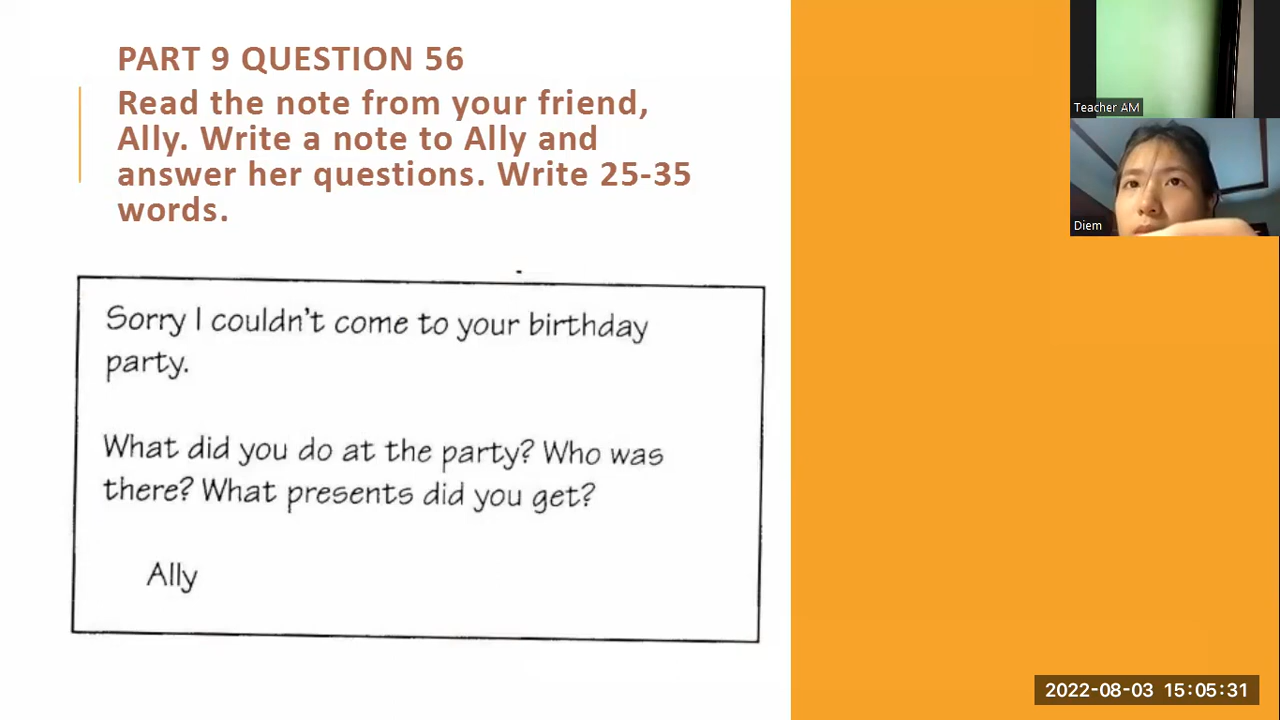 PART 9 QUESTION 56
Read the note from your friend,
Ally. Write a note to Ally and
answer her questions. Write 25-35
words.
Sorry I couldn't come to your birthday
party.
What did you do at the party? Who was
there? What presents did you get?
Ally
Teacher AM
Diem
2022-08-03 15:05:31